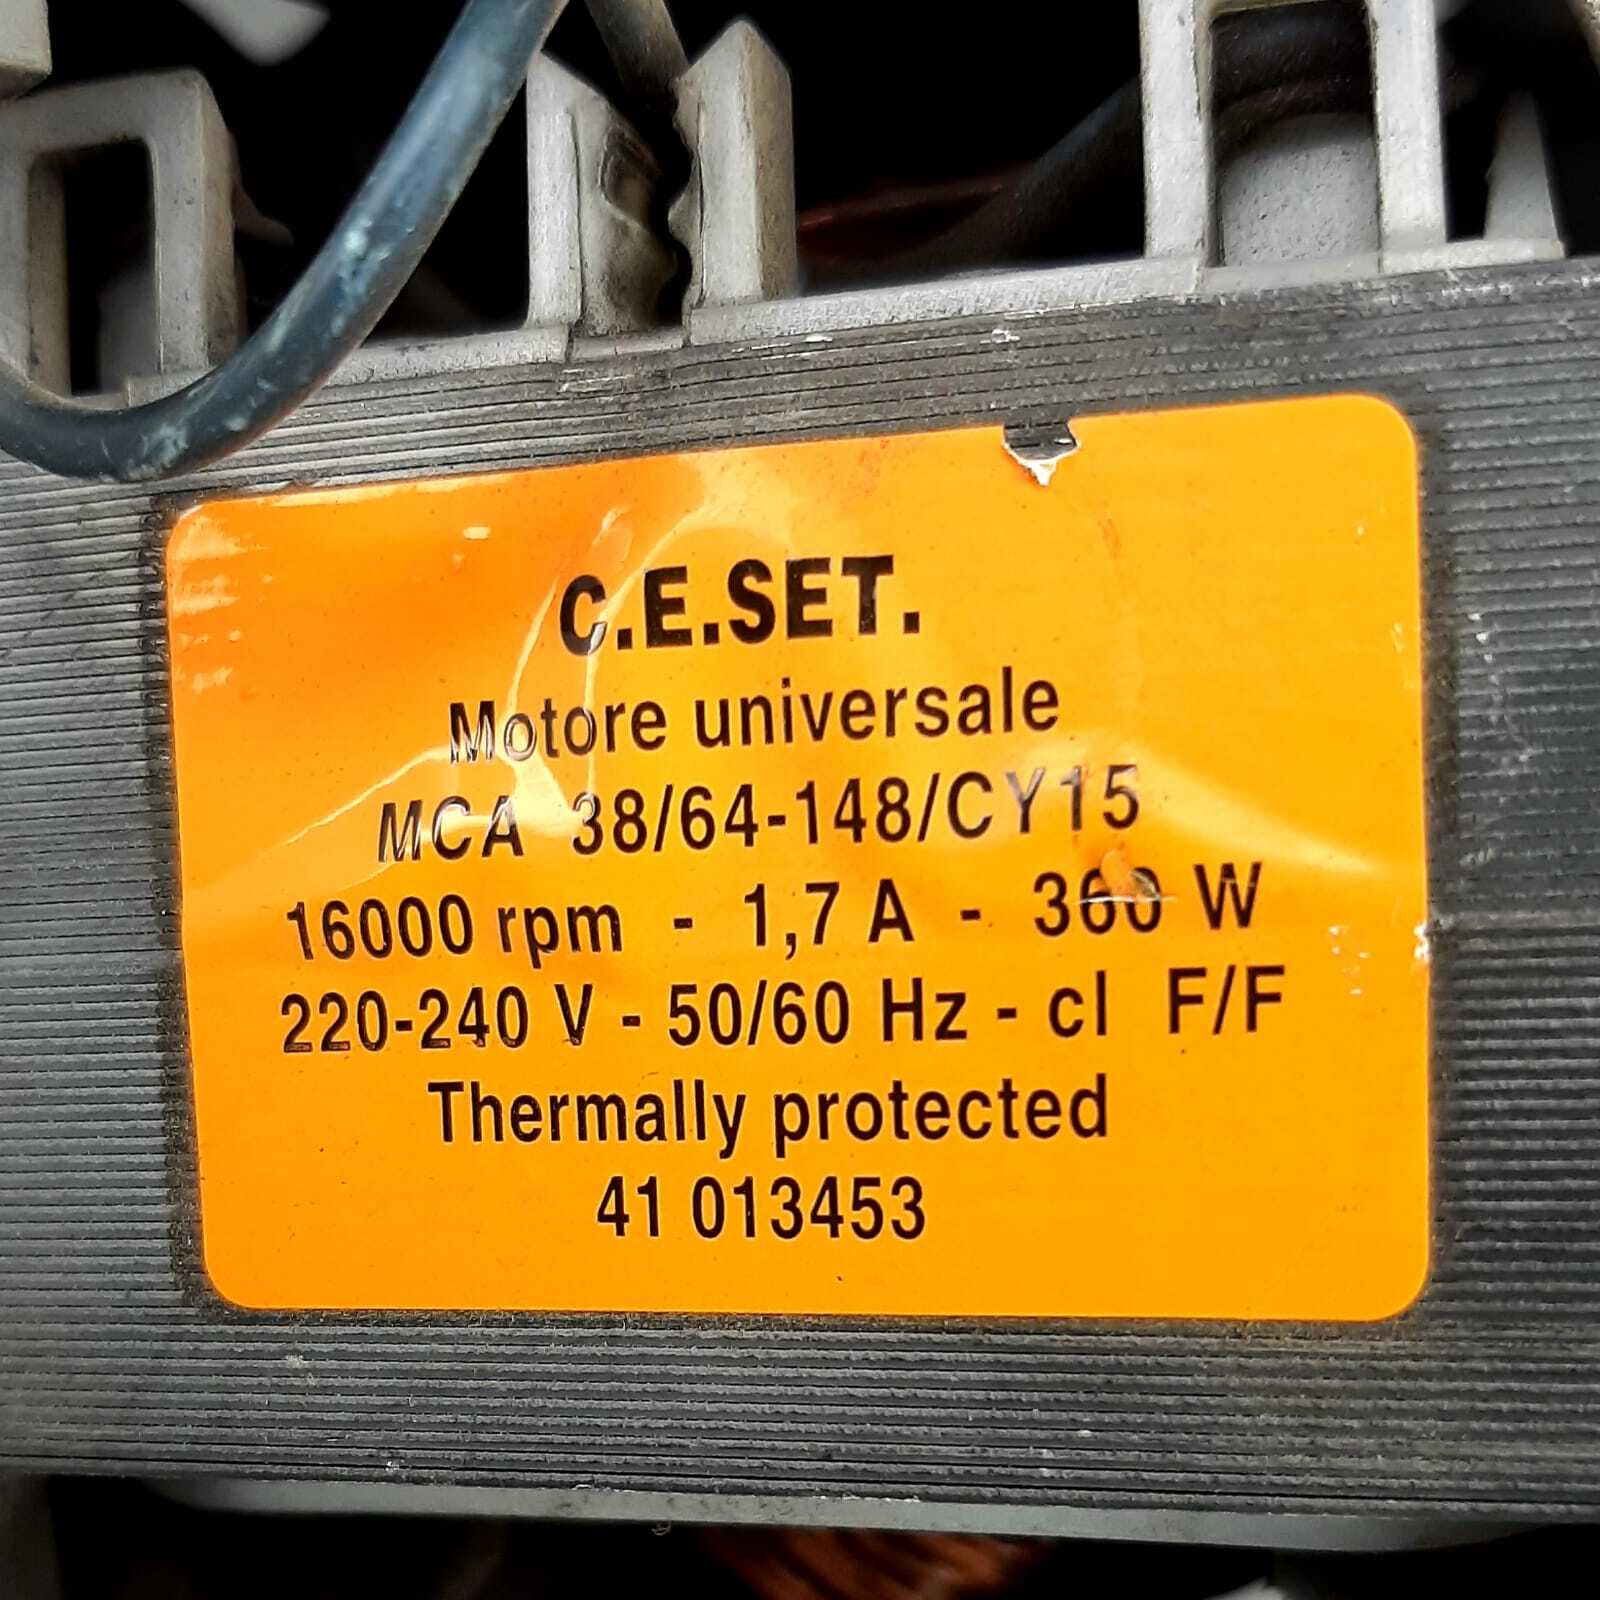 C.E.SET.
Motore universale
MCA 38/64-148/CY15
16000 rpm - 1,7 A - 360 W
220-240 V - 50/60 Hz - cl F/F
Thermally protected
41 013453